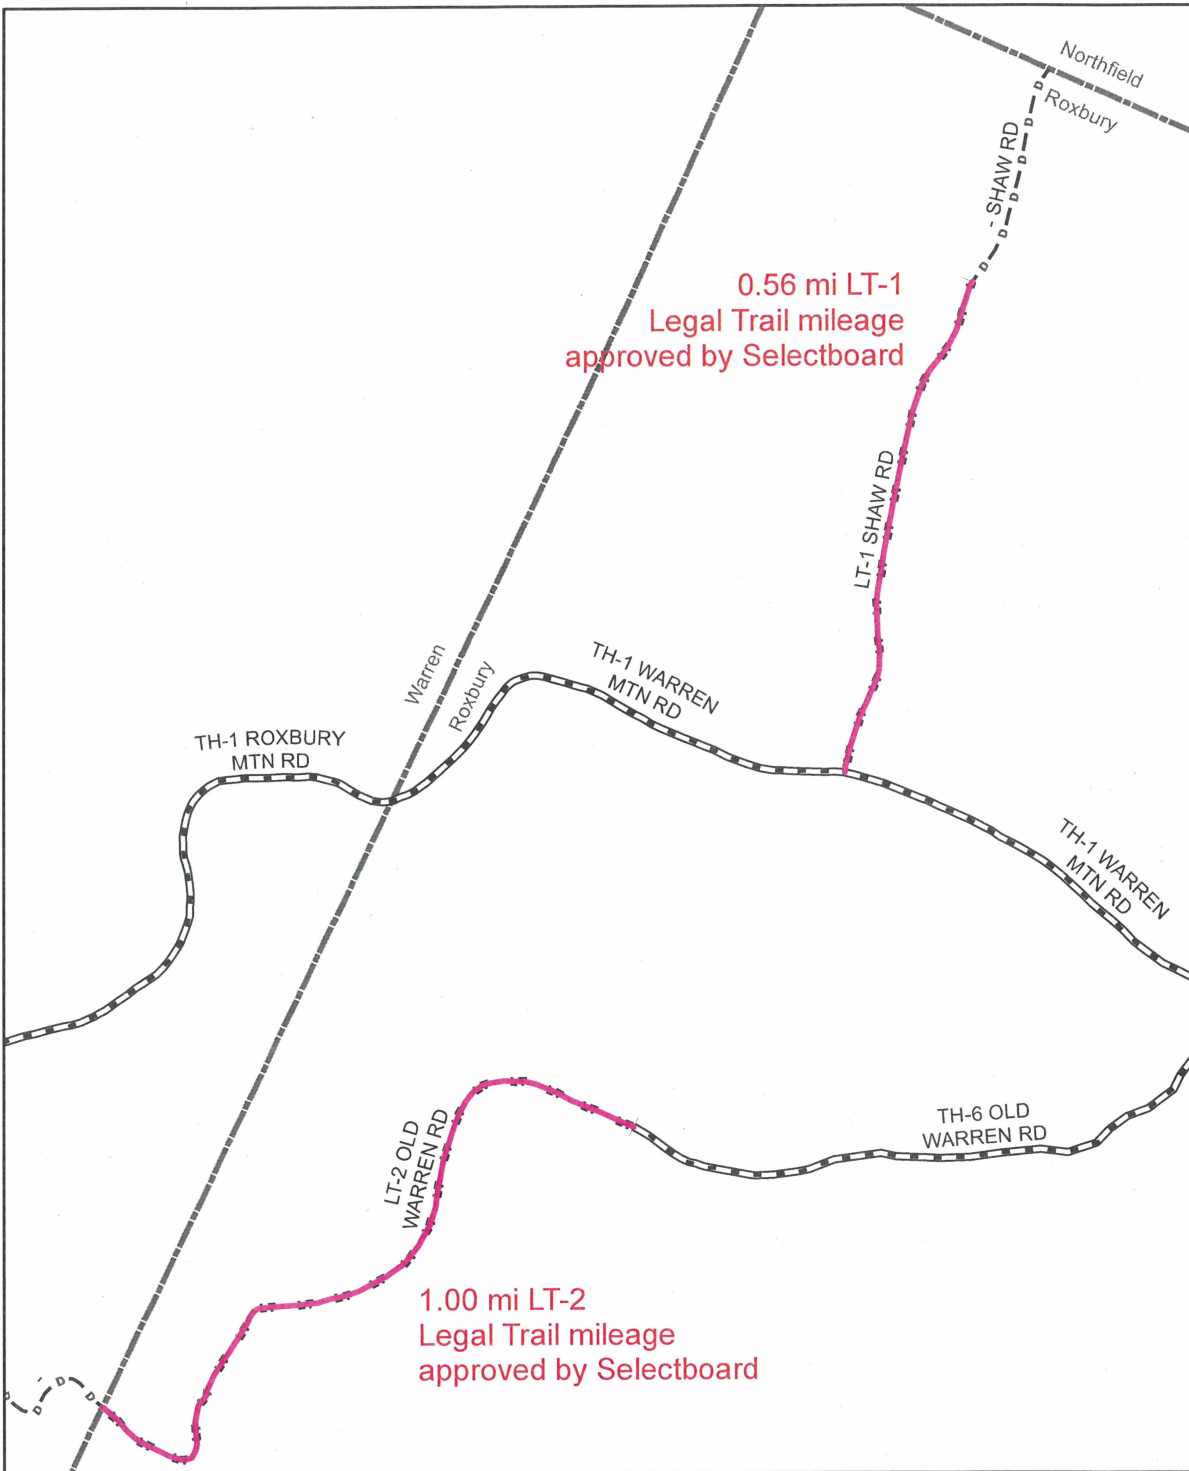 Northfield
Roxbury
- SHAW RD
0.56 mi LT-1
Legal Trail mileage
approved by Selectboard
LT-1 SHAW RD
Warren
Roxbury
TH-1 WARREN
MTN RD
TH-1 ROXBURY
MTN RD
TH-1 WARREN
MTN RD
TH-6 OLD
WARREN RD
LT-2 OLD
WARREN RD
1.00 mi LT-2
Legal Trail mileage
approved by Selectboard